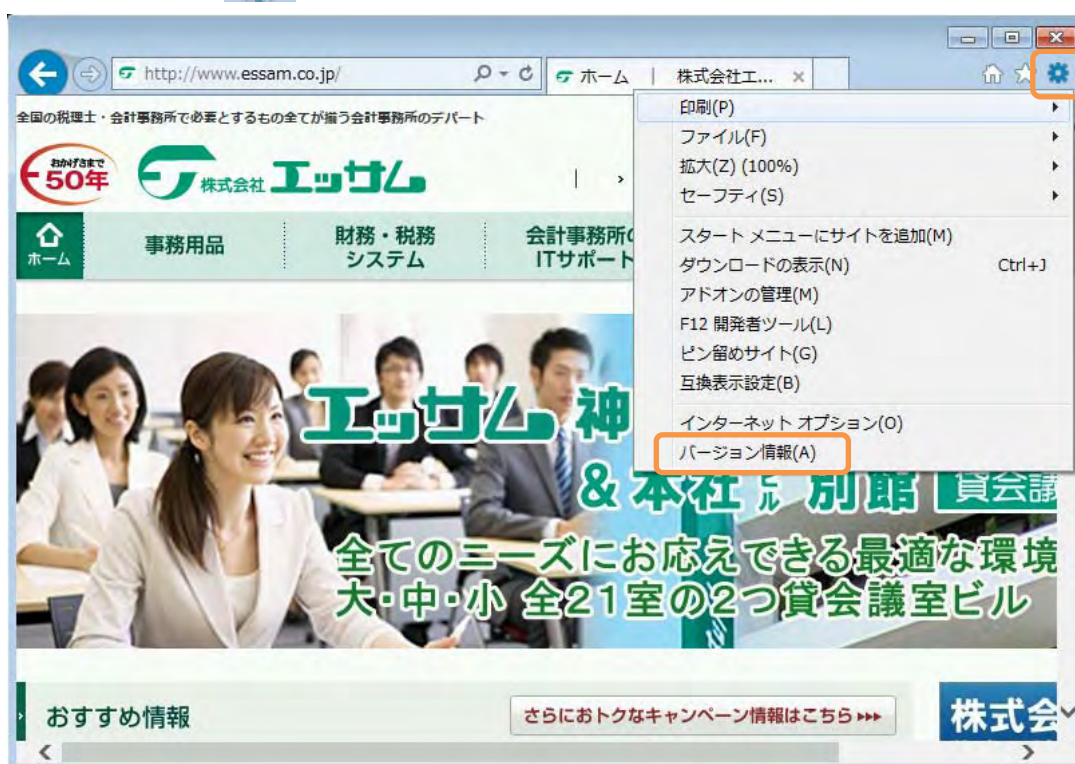 http://www.essam.co.jp/
ホーム | 株式会社エ...
全国の税理士・会計事務所で必要とするもの全てが揃う会計事務所のデパート
おかげさまで
50年
株式会社 エッサム
ホーム
事務用品
財務・税務
システム
会計事務所の
ITサポート
印刷(P)
ファイル(F)
拡大(Z) (100%)
セーフティ(S)
スタート メニューにサイトを追加(M)
ダウンロードの表示(N) Ctrl+J
アドオンの管理(M)
F12 開発者ツール(L)
ピン留めサイト(G)
互換表示設定(B)
インターネット オプション(O)
バージョン情報(A)
エッサム 神
& 本社ビル 別館 貸会議
全てのニーズにお応えできる最適な環境
大・中・小 全21室の2つ貸会議室ビル
おすすめ情報
さらにおトクなキャンペーン情報はこちら
株式会